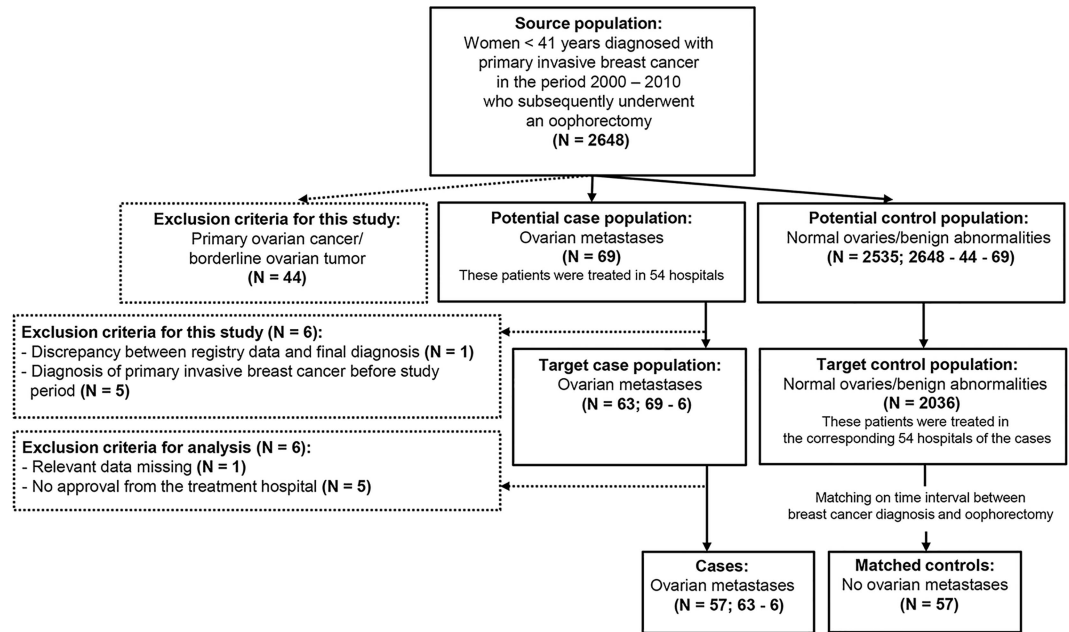 Source population:
Women < 41 years diagnosed with
primary invasive breast cancer
in the period 2000 – 2010
who subsequently underwent
an oophorectomy
(N = 2648)
Exclusion criteria for this study:
Primary ovarian cancer/
borderline ovarian tumor
(N = 44)
Potential case population:
Ovarian metastases
(N = 69)
These patients were treated in 54 hospitals
Potential control population:
Normal ovaries/benign abnormalities
(N = 2535; 2648 - 44 - 69)
Exclusion criteria for this study (N = 6):
- Discrepancy between registry data and final diagnosis (N = 1)
- Diagnosis of primary invasive breast cancer before study
period (N = 5)
Target case population:
Ovarian metastases
(N = 63; 69 - 6)
Target control population:
Normal ovaries/benign abnormalities
(N = 2036)
These patients were treated in
the corresponding 54 hospitals of the cases
Exclusion criteria for analysis (N = 6):
- Relevant data missing (N = 1)
- No approval from the treatment hospital (N = 5)
Matching on time interval between
breast cancer diagnosis and oophorectomy
Cases:
Ovarian metastases
(N = 57; 63 - 6)
Matched controls:
No ovarian metastases
(N = 57)